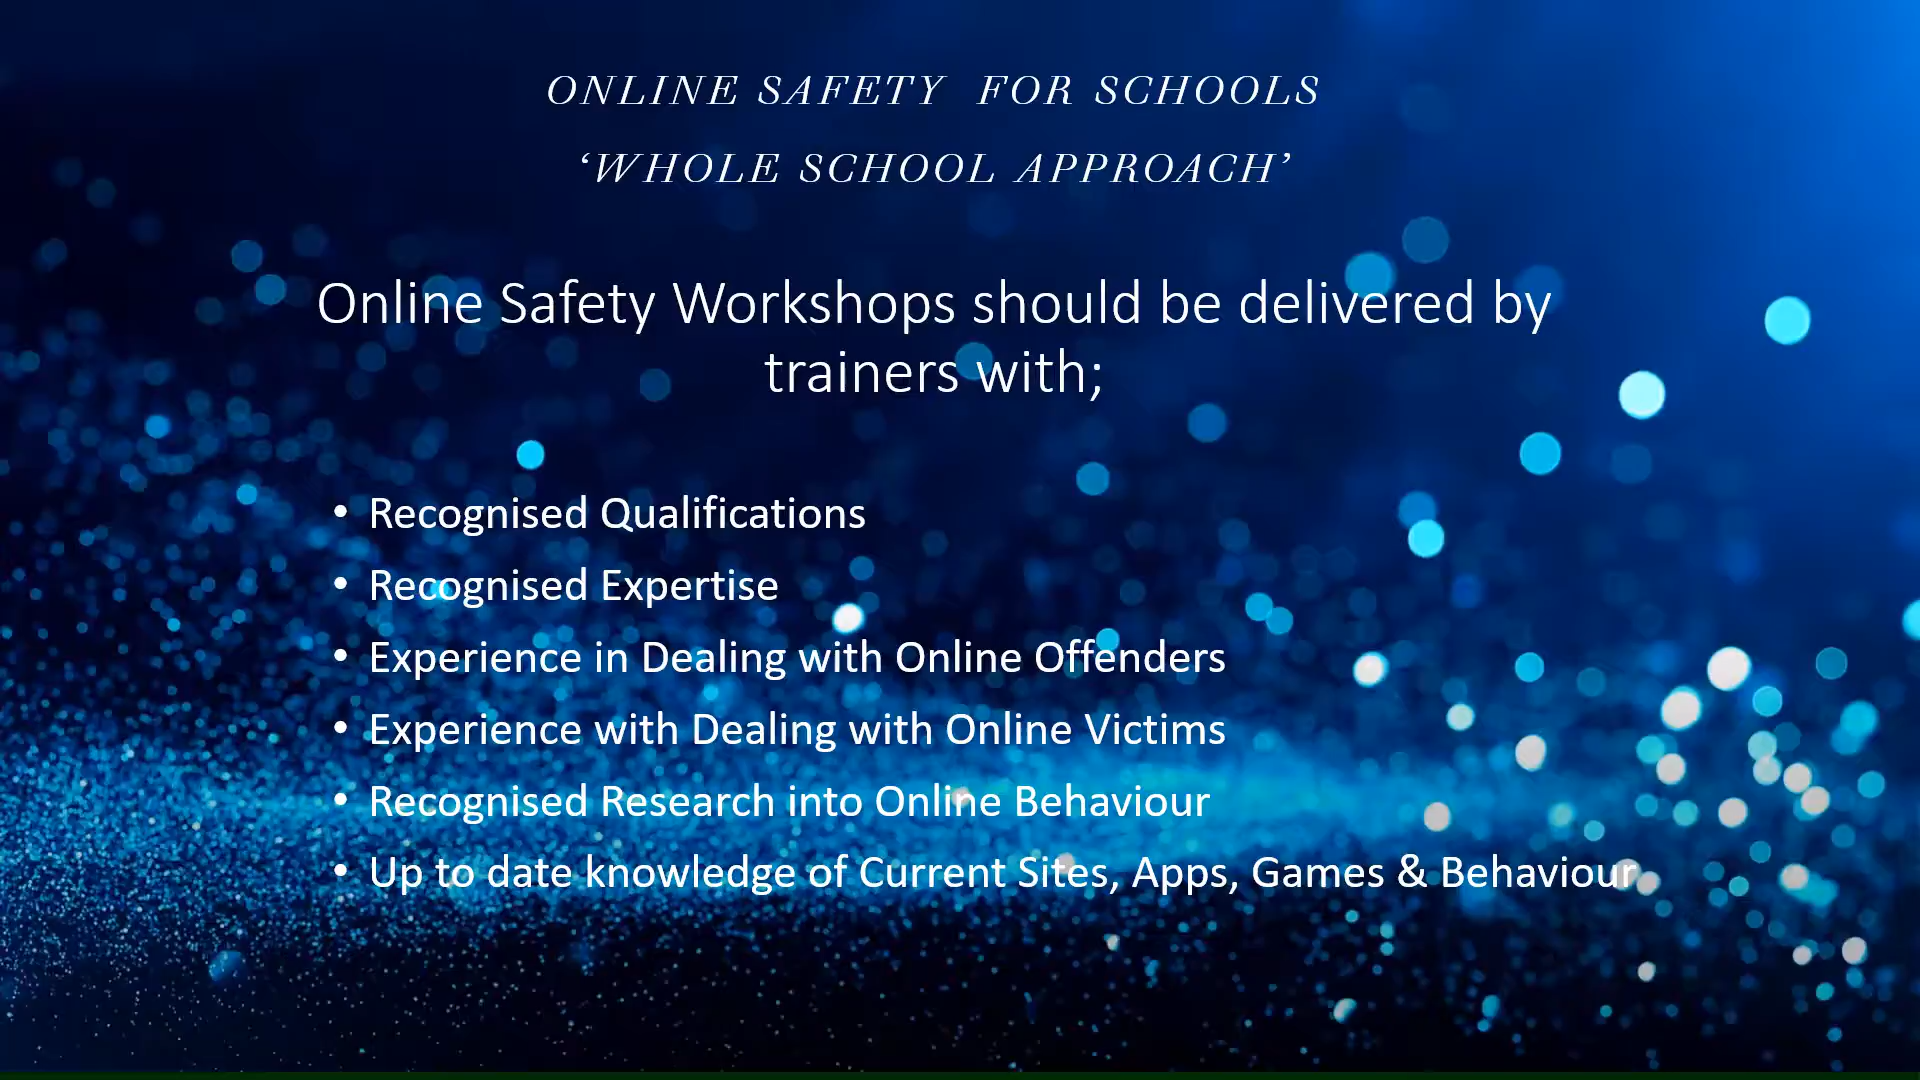 ONLINE SAFETY FOR SCHOOLS
‘WHOLE SCHOOL APPROACH’
Online Safety Workshops should be delivered by
trainers with;
• Recognised Qualifications
• Recognised Expertise
• Experience in Dealing with Online Offenders
• Experience with Dealing with Online Victims
• Recognised Research into Online Behaviour
• Up to date knowledge of Current Sites, Apps, Games & Behaviour